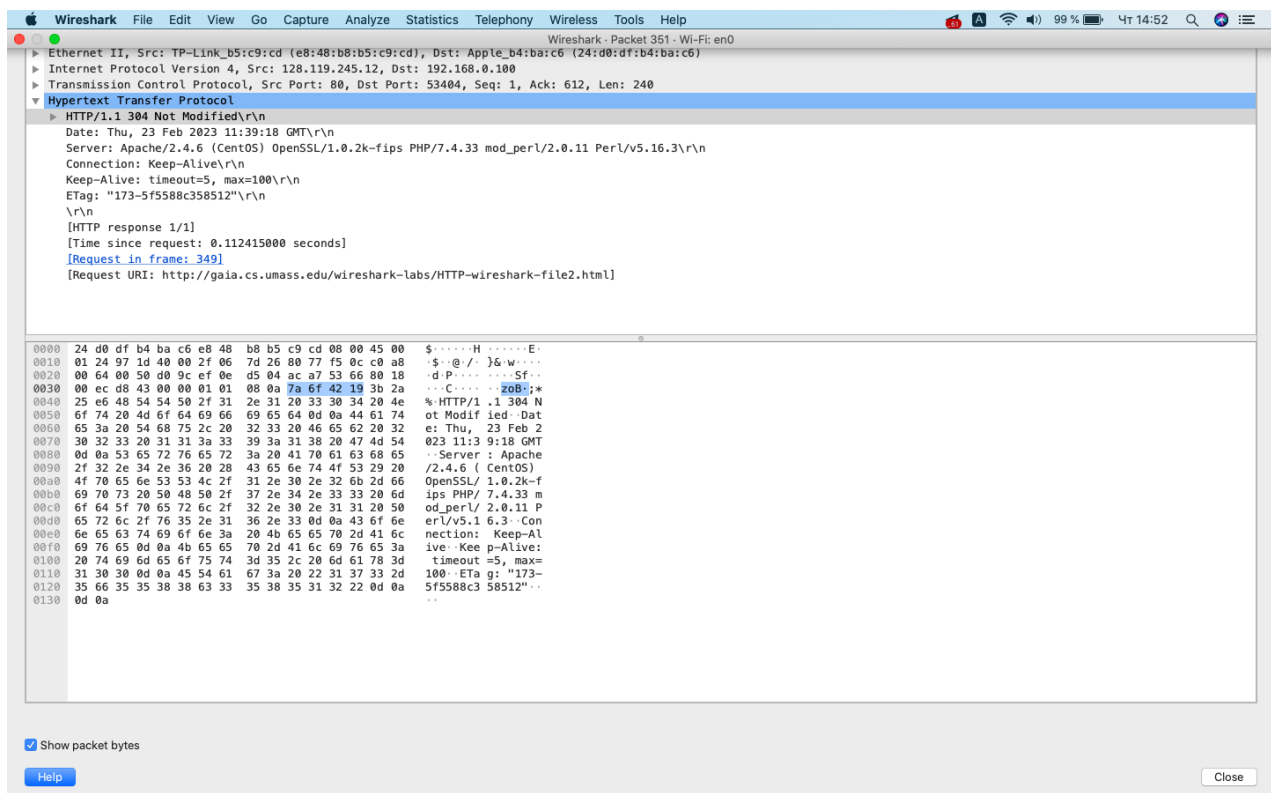 Wireshark File Edit View Go Capture Analyze Statistics Telephony Wireless Tools Help 61 A 99 % Чт 14:52
Wireshark · Packet 351 · Wi-Fi: en0
Ethernet II, Src: TP-Link_b5:c9:cd (e8:48:b8:b5:c9:cd), Dst: Apple_b4:ba:c6 (24:d0:df:b4:ba:c6)
Internet Protocol Version 4, Src: 128.119.245.12, Dst: 192.168.0.100
Transmission Control Protocol, Src Port: 80, Dst Port: 53404, Seq: 1, Ack: 612, Len: 240
Hypertext Transfer Protocol
HTTP/1.1 304 Not Modified\r\n
Date: Thu, 23 Feb 2023 11:39:18 GMT\r\n
Server: Apache/2.4.6 (CentOS) OpenSSL/1.0.2k-fips PHP/7.4.33 mod_perl/2.0.11 Perl/v5.16.3\r\n
Connection: Keep-Alive\r\n
Keep-Alive: timeout=5, max=100\r\n
ETag: "173-5f5588c358512"\r\n
\r\n
[HTTP response 1/1]
[Time since request: 0.112415000 seconds]
[Request in frame: 349]
[Request URI: http://gaia.cs.umass.edu/wireshark-labs/HTTP-wireshark-file2.html]
0000 24 d0 df b4 ba c6 e8 48 b8 b5 c9 cd 08 00 45 00 $······H ······E·
0010 01 24 97 1d 40 00 2f 06 7d 26 80 77 f5 0c c0 a8 ·$··@·/· }&·w····
0020 00 64 00 50 d0 9c ef 0e d5 04 ac a7 53 66 80 18 ·d·P···· ····Sf··
0030 00 ec d8 43 00 00 01 01 08 0a 7a 6f 42 19 3b 2a ···C···· ··zoB·;*
0040 25 e6 48 54 54 50 2f 31 2e 31 20 33 30 34 20 4e %·HTTP/1 .1 304 N
0050 6f 74 20 4d 6f 64 69 66 69 65 64 0d 0a 44 61 74 ot Modif ied··Dat
0060 65 3a 20 54 68 75 2c 20 32 33 20 46 65 62 20 32 e: Thu, 23 Feb 2
0070 30 32 33 20 31 31 3a 33 39 3a 31 38 20 47 4d 54 023 11:3 9:18 GMT
0080 0d 0a 53 65 72 76 65 72 3a 20 41 70 61 63 68 65 ··Server : Apache
0090 2f 32 2e 34 2e 36 20 28 43 65 6e 74 4f 53 29 20 /2.4.6 ( CentOS)
00a0 4f 70 65 6e 53 53 4c 2f 31 2e 30 2e 32 6b 2d 66 OpenSSL/ 1.0.2k-f
00b0 69 70 73 20 50 48 50 2f 37 2e 34 2e 33 33 20 6d ips PHP/ 7.4.33 m
00c0 6f 64 5f 70 65 72 6c 2f 32 2e 30 2e 31 31 20 50 od_perl/ 2.0.11 P
00d0 65 72 6c 2f 76 35 2e 31 36 2e 33 0d 0a 43 6f 6e erl/v5.1 6.3··Con
00e0 6e 65 63 74 69 6f 6e 3a 20 4b 65 65 70 2d 41 6c nection: Keep-Al
00f0 69 76 65 0d 0a 4b 65 65 70 2d 41 6c 69 76 65 3a ive··Kee p-Alive:
0100 20 74 69 6d 65 6f 75 74 3d 35 2c 20 6d 61 78 3d timeout =5, max=
0110 31 30 30 0d 0a 45 54 61 67 3a 20 22 31 37 33 2d 100··ETa g: "173-
0120 35 66 35 35 38 38 63 33 35 38 35 31 32 22 0d 0a 5f5588c3 58512"··
0130 0d 0a ··
Show packet bytes
Help Close